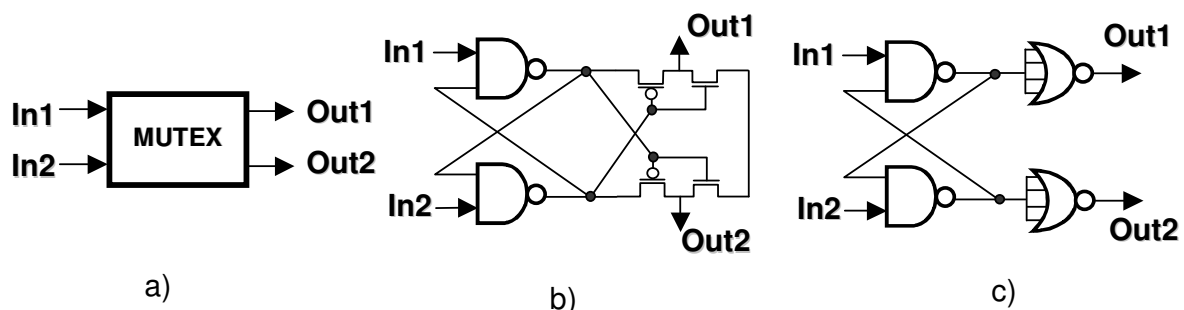 In1
In2
MUTEX
Out1
Out2
a)
In1
In2
Out1
Out2
b)
In1
In2
Out1
Out2
c)